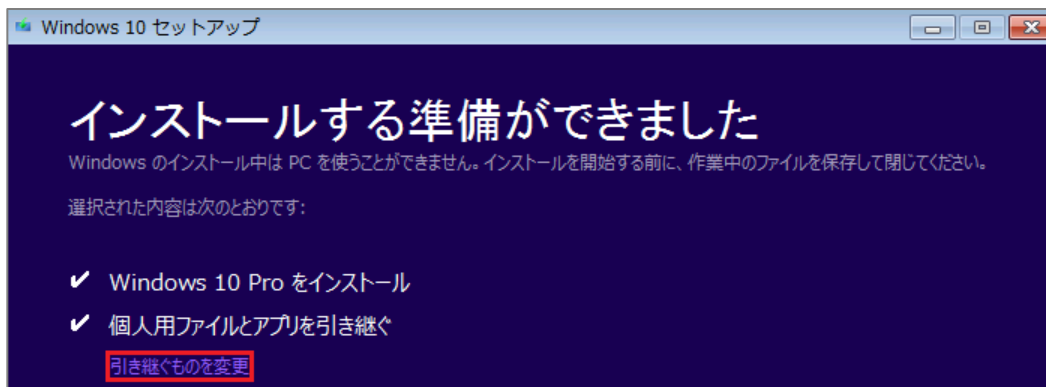 Windows 10 セットアップ
インストールする準備ができました
Windows のインストール中は PC を使うことができません。インストールを開始する前に、作業中のファイルを保存して閉じてください。
選択された内容は次のとおりです:
✔ Windows 10 Pro をインストール
✔ 個人用ファイルとアプリを引き継ぐ
引き継ぐものを変更